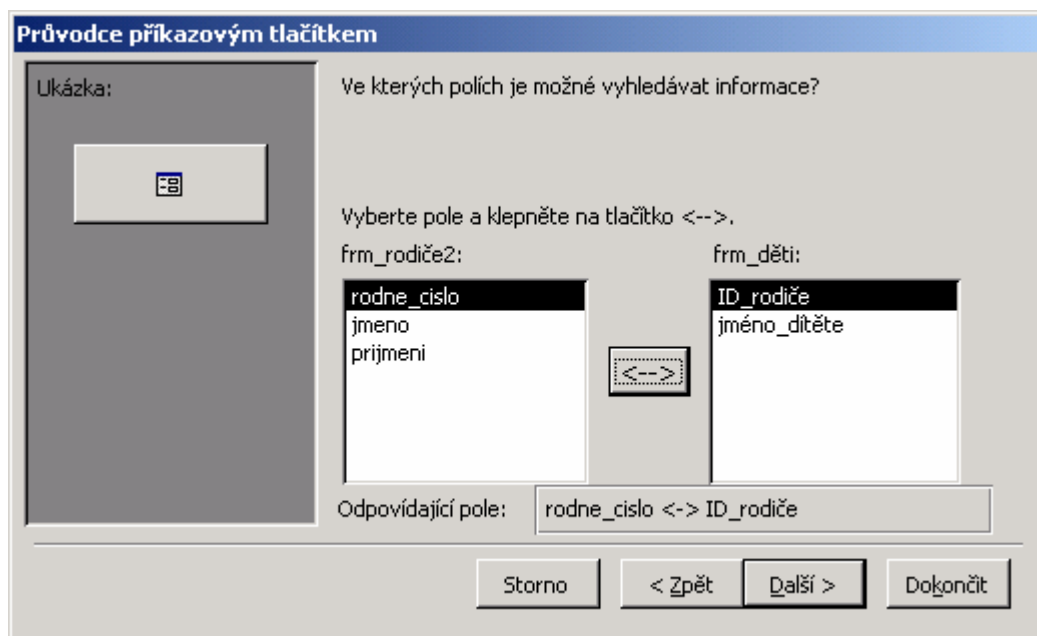 Průvodce příkazovým tlačítkem
Ukázka:
Ve kterých polích je možné vyhledávat informace?
Vyberte pole a klepněte na tlačítko <-->.
frm_rodiče2:
rodne_cislo
jmeno
prijmeni
<-->
frm_děti:
ID_rodiče
jméno_dítěte
Odpovídající pole:
rodne_cislo <-> ID_rodiče
Storno
< Zpět
Další >
Dokončit